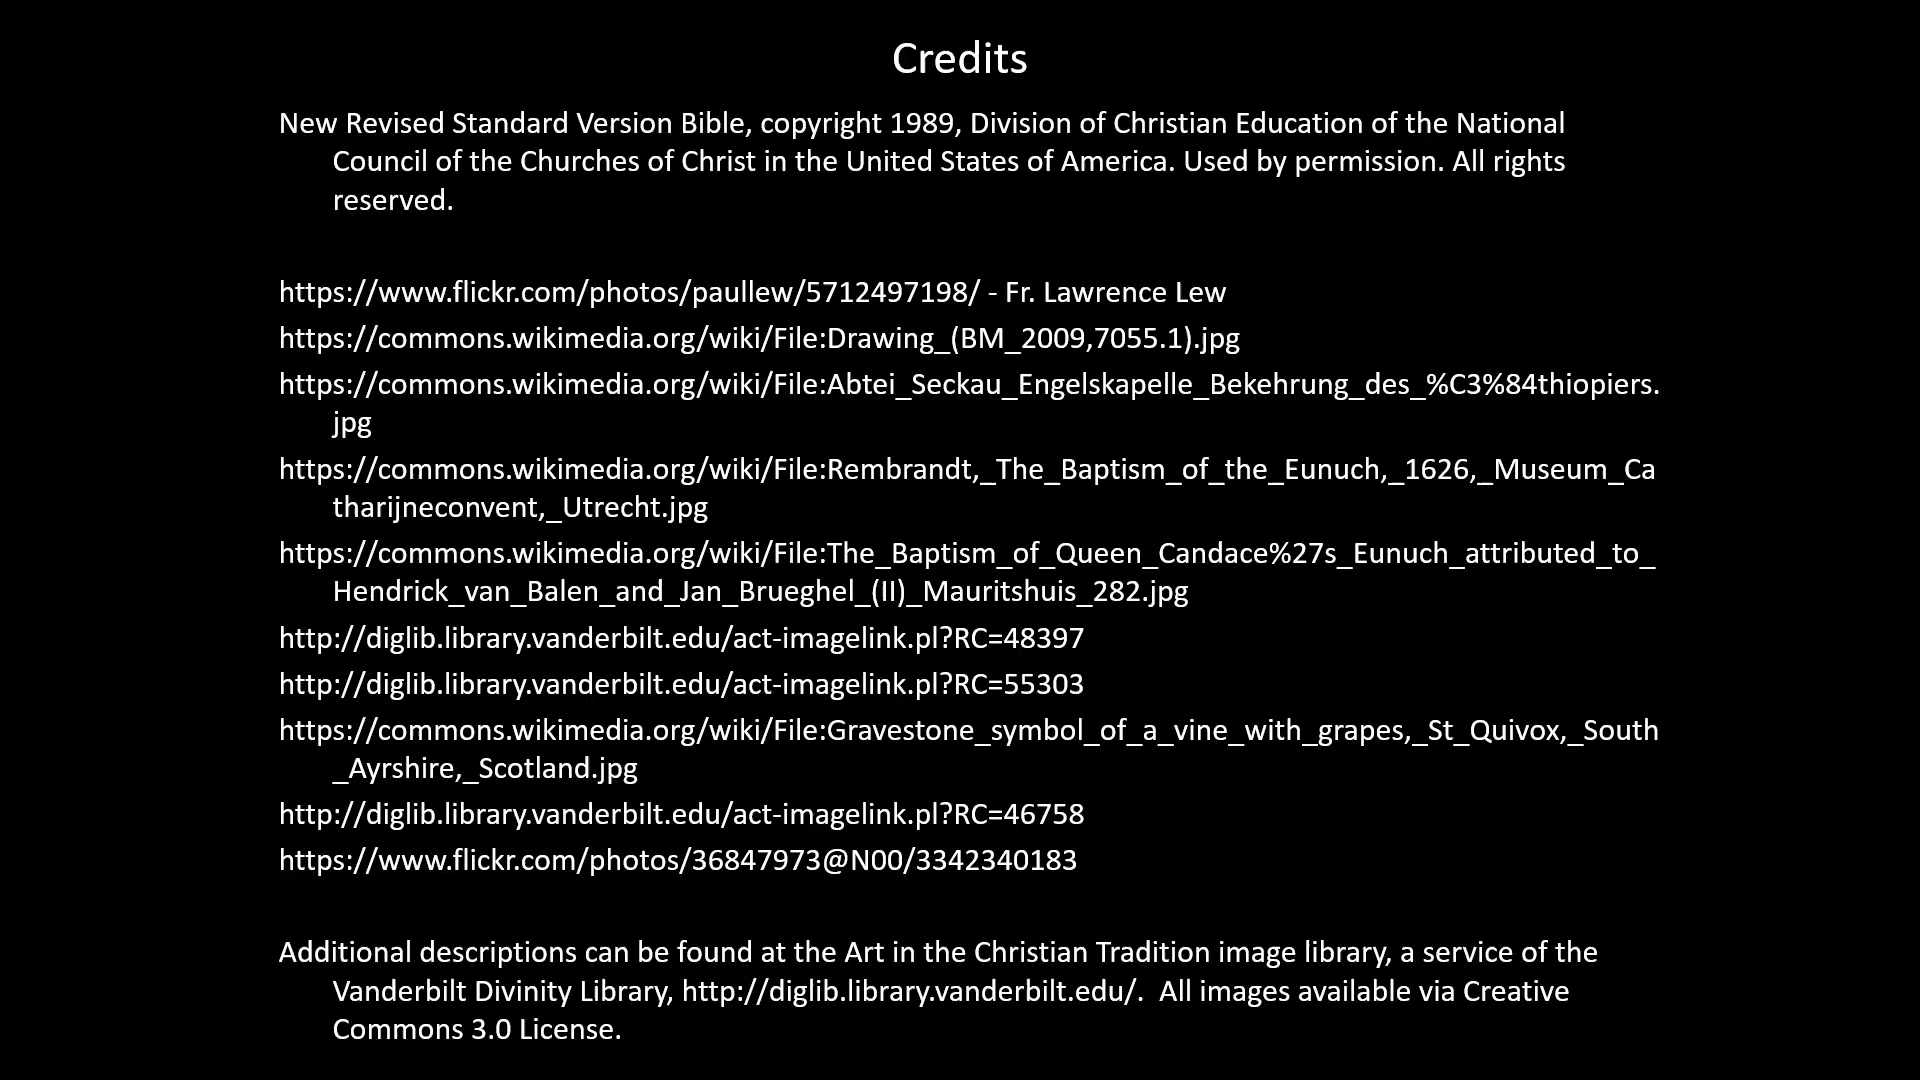 Credits
New Revised Standard Version Bible, copyright 1989, Division of Christian Education of the National
Council of the Churches of Christ in the United States of America. Used by permission. All rights
reserved.
https://www.flickr.com/photos/paullew/5712497198/ - Fr. Lawrence Lew
https://commons.wikimedia.org/wiki/File:Drawing_(BM_2009,7055.1).jpg
https://commons.wikimedia.org/wiki/File:Abtei_Seckau_Engelskapelle_Bekehrung_des_%C3%84thiopiers.
jpg
https://commons.wikimedia.org/wiki/File:Rembrandt,_The_Baptism_of_the_Eunuch,_1626,_Museum_Ca
tharijneconvent,_Utrecht.jpg
https://commons.wikimedia.org/wiki/File:The_Baptism_of_Queen_Candace%27s_Eunuch_attributed_to_
Hendrick_van_Balen_and_Jan_Brueghel_(II)_Mauritshuis_282.jpg
http://diglib.library.vanderbilt.edu/act-imagelink.pl?RC=48397
http://diglib.library.vanderbilt.edu/act-imagelink.pl?RC=55303
https://commons.wikimedia.org/wiki/File:Gravestone_symbol_of_a_vine_with_grapes,_St_Quivox,_South
_Ayrshire,_Scotland.jpg
http://diglib.library.vanderbilt.edu/act-imagelink.pl?RC=46758
https://www.flickr.com/photos/36847973@N00/3342340183
Additional descriptions can be found at the Art in the Christian Tradition image library, a service of the
Vanderbilt Divinity Library, http://diglib.library.vanderbilt.edu/.  All images available via Creative
Commons 3.0 License.